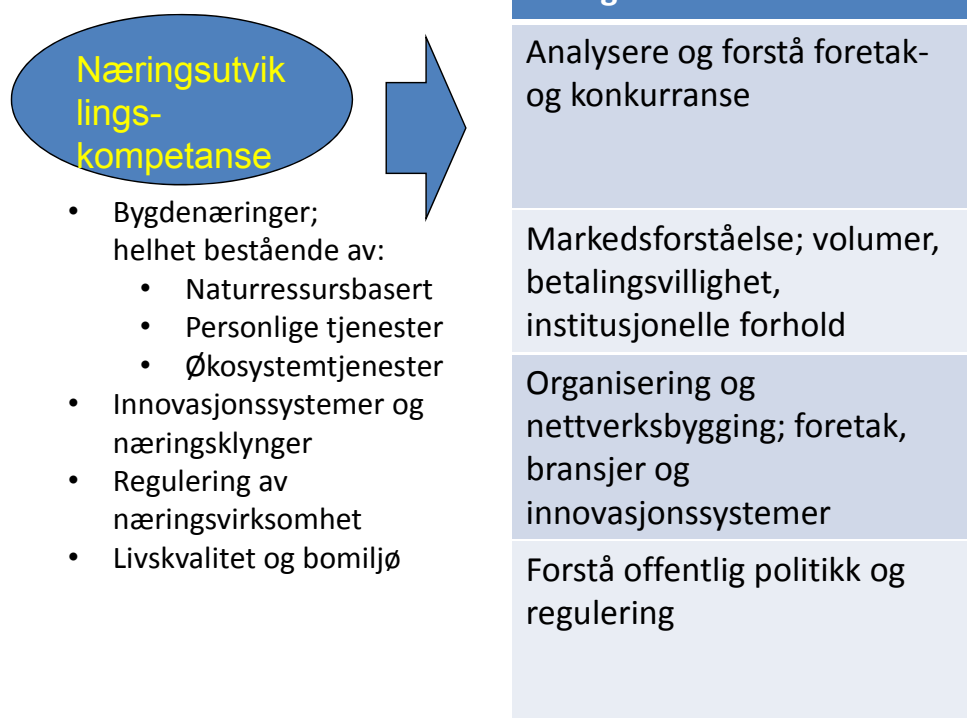 Næringsutvik
lings-
kompetanse
• Bygdenæringer;
helhet bestående av:
• Naturressursbasert
• Personlige tjenester
• Økosystemtjenester
• Innovasjonssystemer og
næringsklynger
• Regulering av
næringsvirksomhet
• Livskvalitet og bomiljø
Analysere og forstå foretak-
og konkurranse
Markedsforståelse; volumer,
betalingsvillighet,
institusjonelle forhold
Organisering og
nettverksbygging; foretak,
bransjer og
innovasjonssystemer
Forstå offentlig politikk og
regulering